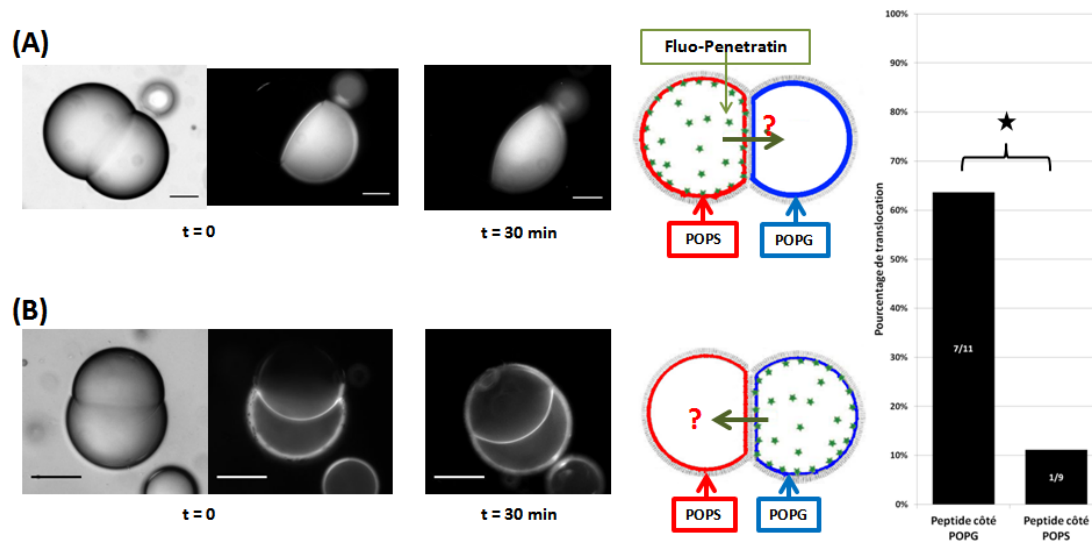 (A)
t = 0
t = 30 min
Fluo-Penetratin
?
POPS
POPG
(B)
t = 0
t = 30 min
?
POPS
POPG
Pourcentage de translocation
100%
90%
80%
70%
60%
50%
40%
30%
20%
10%
0%
7/11
1/9
Peptide côté
POPG
Peptide côté
POPS